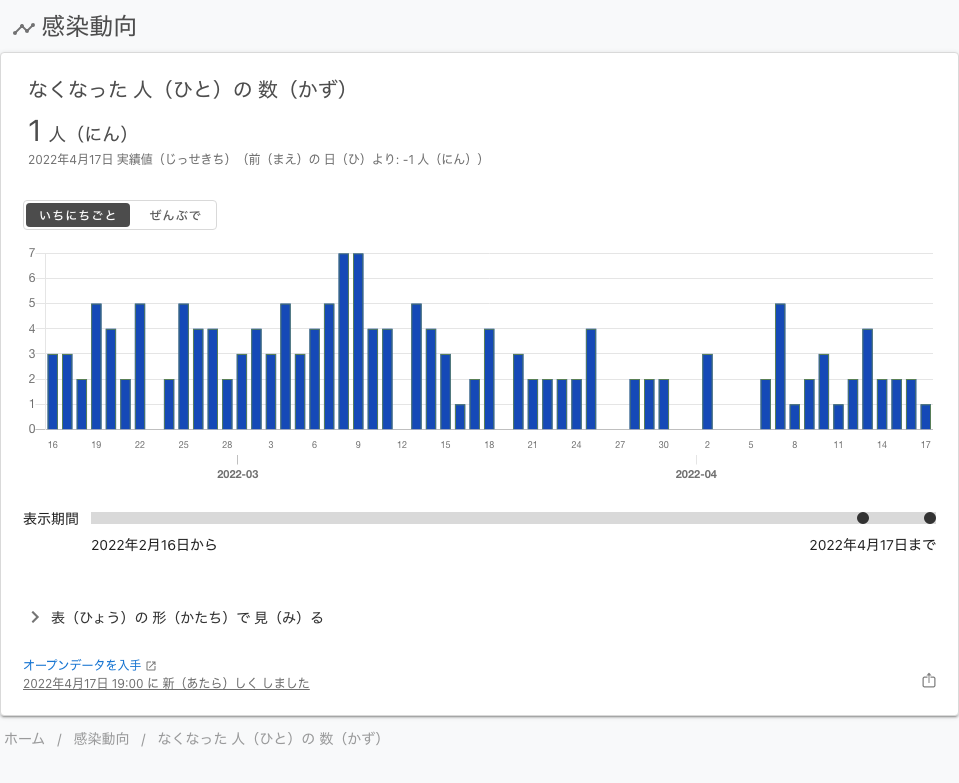 感染動向
なくなった 人（ひと）の 数（かず）
1 人（にん）
2022年4月17日 実績値（じっせきち）（前（まえ）の 日（ひ）より: -1 人（にん））
いちにちごと ぜんぶで
7
6
5
4
3
2
1
0
16 19 22 25 28 3 6 9 12 15 18 21 24 27 30 2 5 8 11 14 17
2022-03 2022-04
表示期間
2022年2月16日から 2022年4月17日まで
表（ひょう）の 形（かたち）で 見（み）る
オープンデータを入手
2022年4月17日 19:00 に 新（あたら）しく しました
ホーム / 感染動向 / なくなった 人（ひと）の 数（かず）